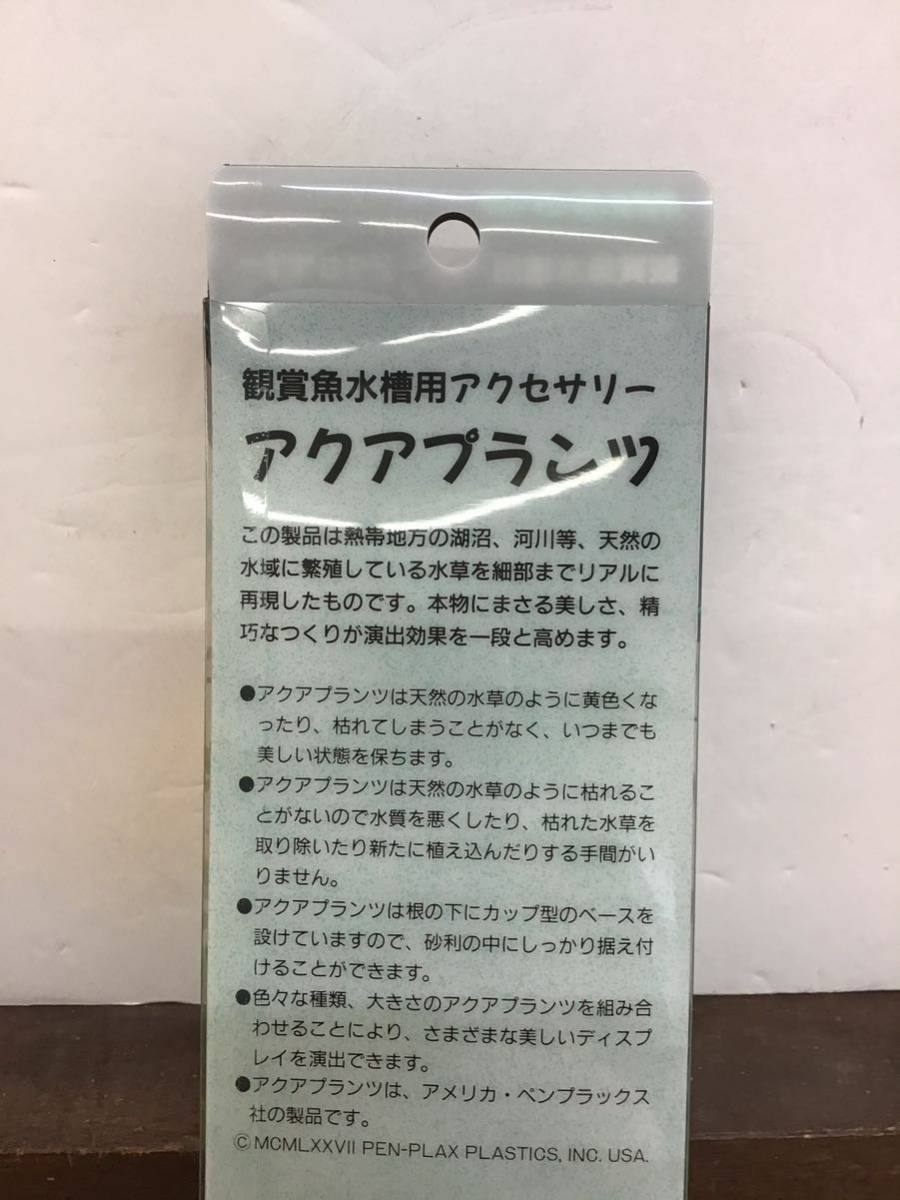 観賞魚水槽用アクセサリー
アクアプランツ
この製品は熱帯地方の湖沼、河川等、天然の
水域に繁殖している水草を細部までリアルに
再現したものです。本物にまさる美しさ、精
巧なつくりが演出効果を一段と高めます。
●アクアプランツは天然の水草のように黄色くな
ったり、枯れてしまうことがなく、いつまでも
美しい状態を保ちます。
●アクアプランツは天然の水草のように枯れるこ
とがないので水質を悪くしたり、枯れた水草を
取り除いたり新たに植え込んだりする手間がい
りません。
●アクアプランツは根の下にカップ型のベースを
設けていますので、砂利の中にしっかり据え付
けることができます。
●色々な種類、大きさのアクアプランツを組み合
わせることにより、さまざまな美しいディスプ
レイを演出できます。
●アクアプランツは、アメリカ・ペンプラックス
社の製品です。
© MCMLXXVII PEN-PLAX PLASTICS, INC. USA.